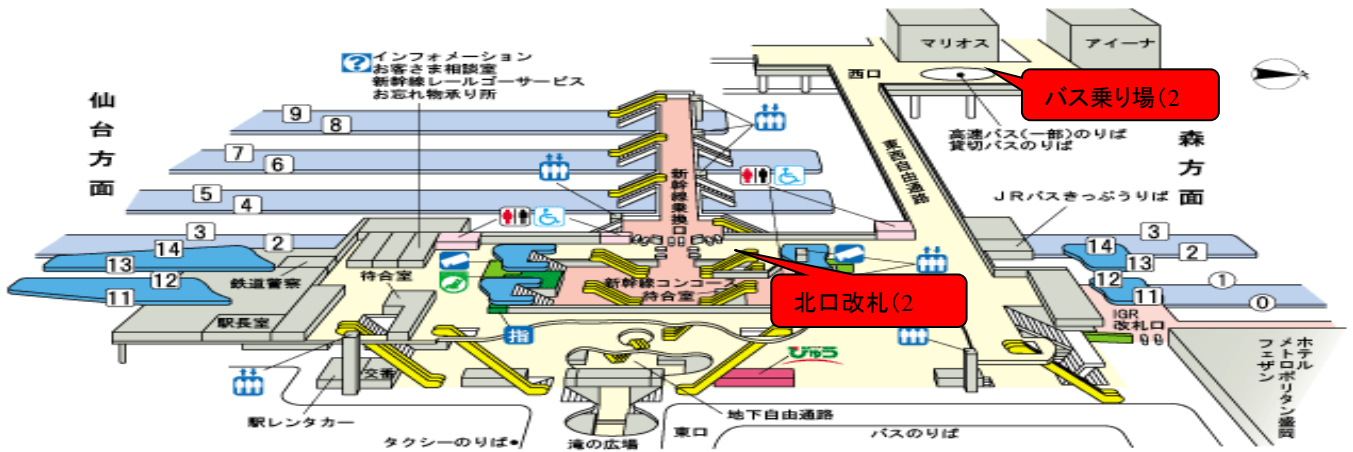 マリオス
アイーナ
?
インフォメーション
お客さま相談室
新幹線レールゴーサービス
お忘れ物承り所
西口
バス乗り場(2
仙台方面
9
8
高速バス(一部)のりば
貸切バスのりば
森方面
7
6
新幹線乗換口
東西自由通路
5
4
JRバスきっぷうりば
3
2
14
13
12
11
鉄道警察
待合室
待合室
新幹線コンコース
北口改札(2
3
2
14
13
12
11
1
0
駅長室
IGR
改札口
指
びゅう
ホテル
メトロポリタン盛岡
フェザン
交番
駅レンタカー
地下自由通路
タクシーのりば
滝の広場
東口
バスのりば